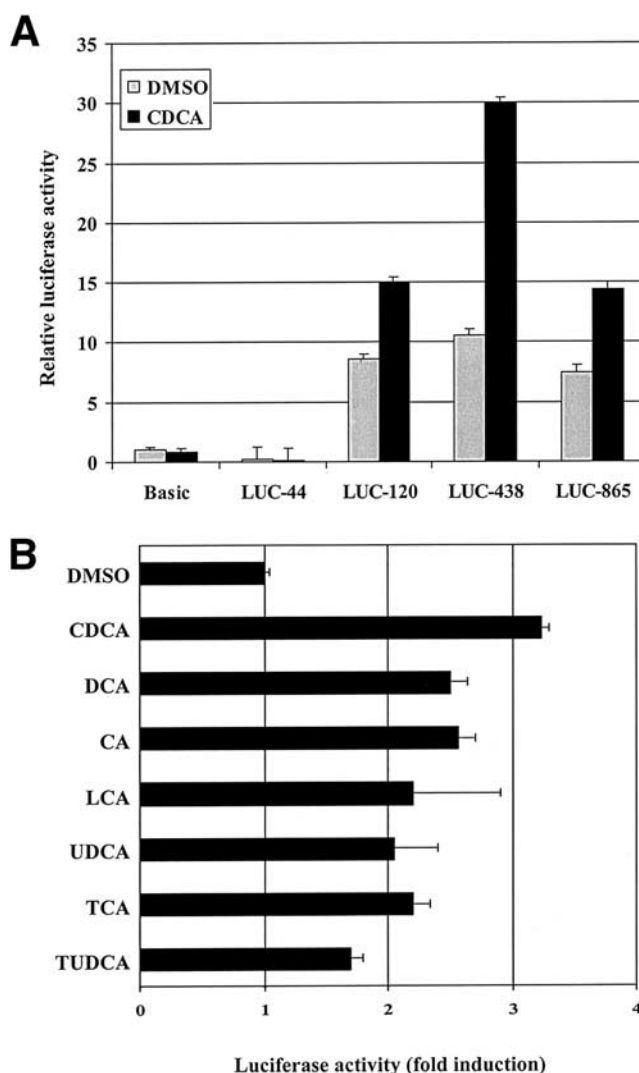 A
35
30
25
20
15
10
5
0
Relative luciferase activity
DMSO
CDCA
Basic LUC-44 LUC-120 LUC-438 LUC-865
B
DMSO
CDCA
DCA
CA
LCA
UDCA
TCA
TUDCA
0 1 2 3 4
Luciferase activity (fold induction)